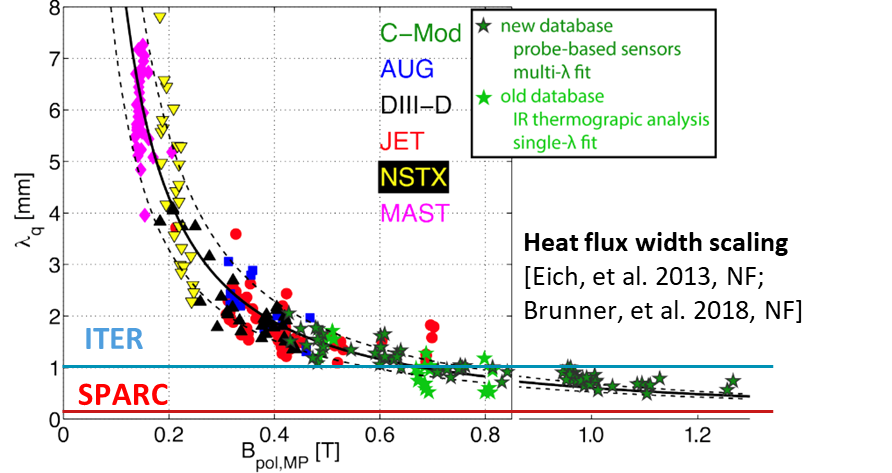 8
7
6
5
4
3
2
1
0
λq [mm]
C-Mod
AUG
DIII-D
JET
NSTX
MAST
new database
probe-based sensors
multi-λ fit
old database
IR thermograpic analysis
single-λ fit
Heat flux width scaling
[Eich, et al. 2013, NF;
Brunner, et al. 2018, NF]
ITER
SPARC
0 0.2 0.4 0.6 0.8 1.0 1.2
Bpol,MP [T]